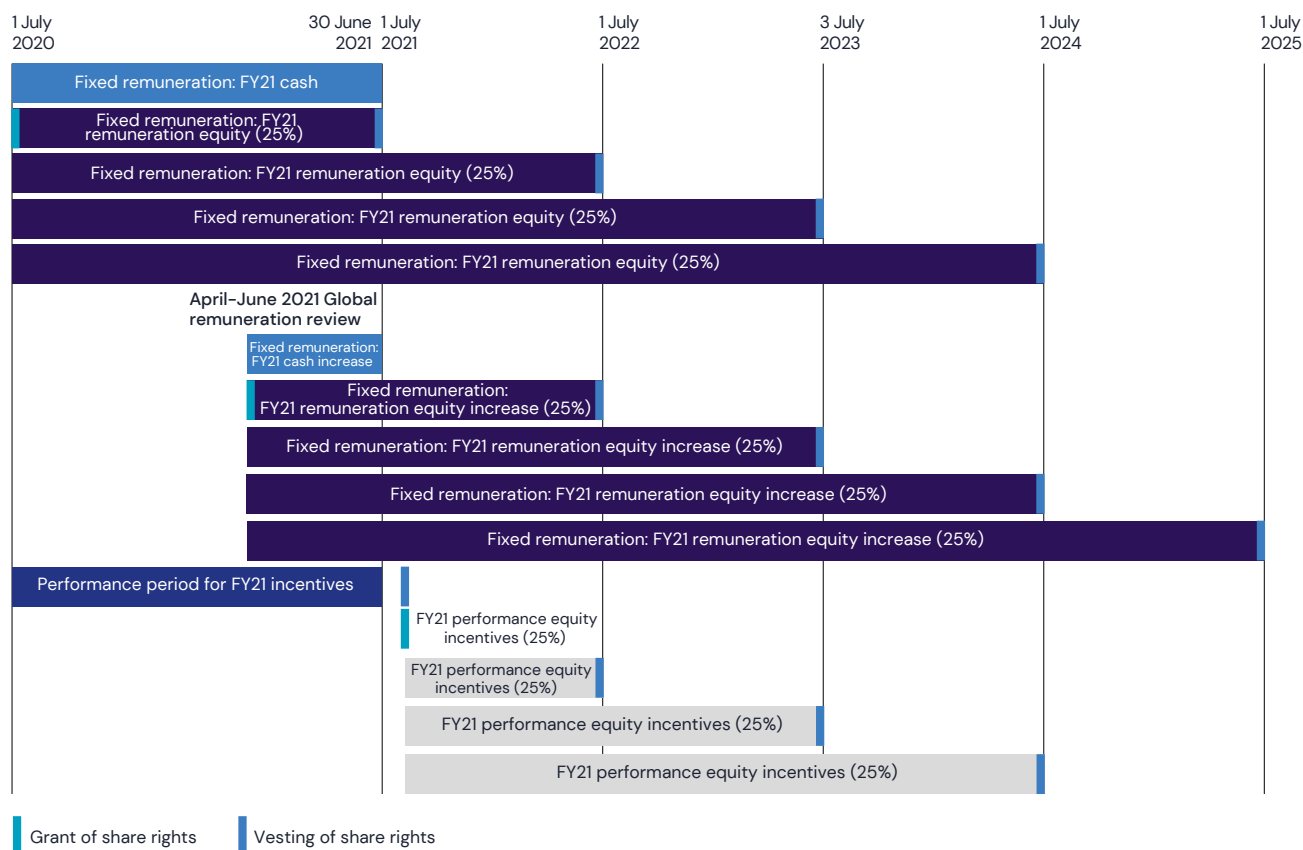 1 July
2020
30 June
2021
1 July
2021
1 July
2022
3 July
2023
1 July
2024
1 July
2025
Fixed remuneration: FY21 cash
Fixed remuneration: FY21
remuneration equity (25%)
Fixed remuneration: FY21 remuneration equity (25%)
Fixed remuneration: FY21 remuneration equity (25%)
Fixed remuneration: FY21 remuneration equity (25%)
April-June 2021 Global
remuneration review
Fixed remuneration:
FY21 cash increase
Fixed remuneration:
FY21 remuneration equity increase (25%)
Fixed remuneration: FY21 remuneration equity increase (25%)
Fixed remuneration: FY21 remuneration equity increase (25%)
Fixed remuneration: FY21 remuneration equity increase (25%)
Performance period for FY21 incentives
FY21 performance equity
incentives (25%)
FY21 performance equity
incentives (25%)
FY21 performance equity incentives (25%)
FY21 performance equity incentives (25%)
Grant of share rights
Vesting of share rights